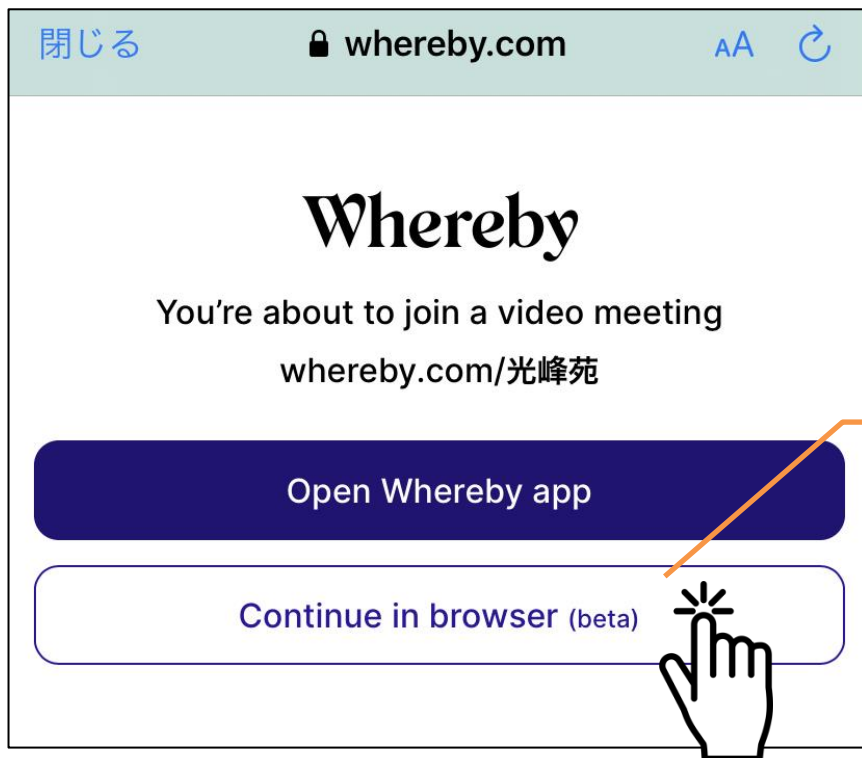 閉じる whereby.com AA
Whereby
You're about to join a video meeting
whereby.com/光峰苑
Open Whereby app
Continue in browser (beta)